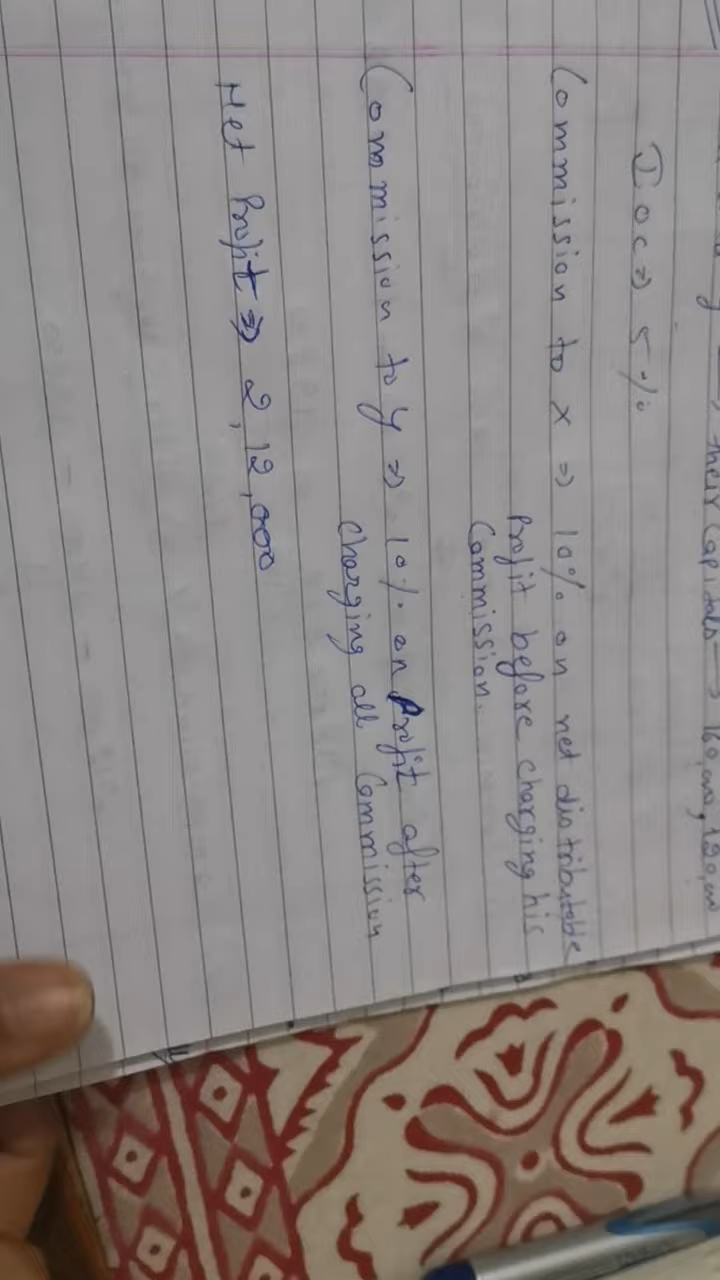 their capitals → 160,000, 120,000
IOC ⇒ 5%
Commission to X ⇒ 10% on net distributable
Profit before charging his
Commission.
Commission to y ⇒ 10% on Profit after
charging all Commission
Net Profit ⇒ 2,12,000